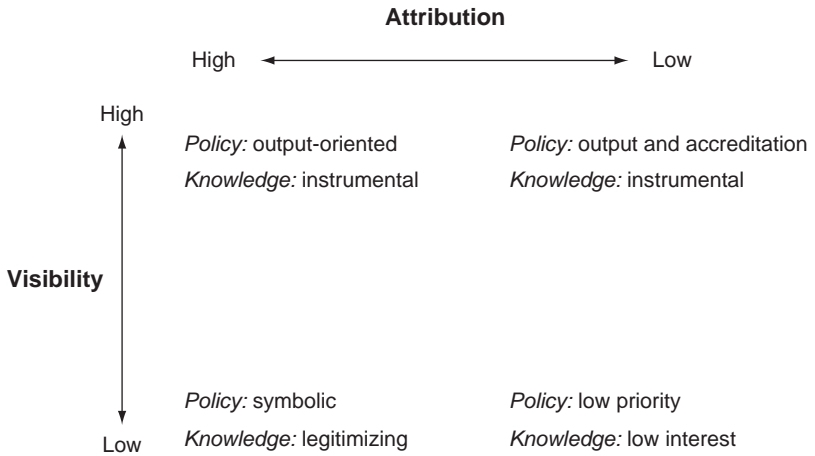 Attribution
High Low
High
Policy: output-oriented Policy: output and accreditation
Knowledge: instrumental Knowledge: instrumental
Visibility
Policy: symbolic Policy: low priority
Low Knowledge: legitimizing Knowledge: low interest